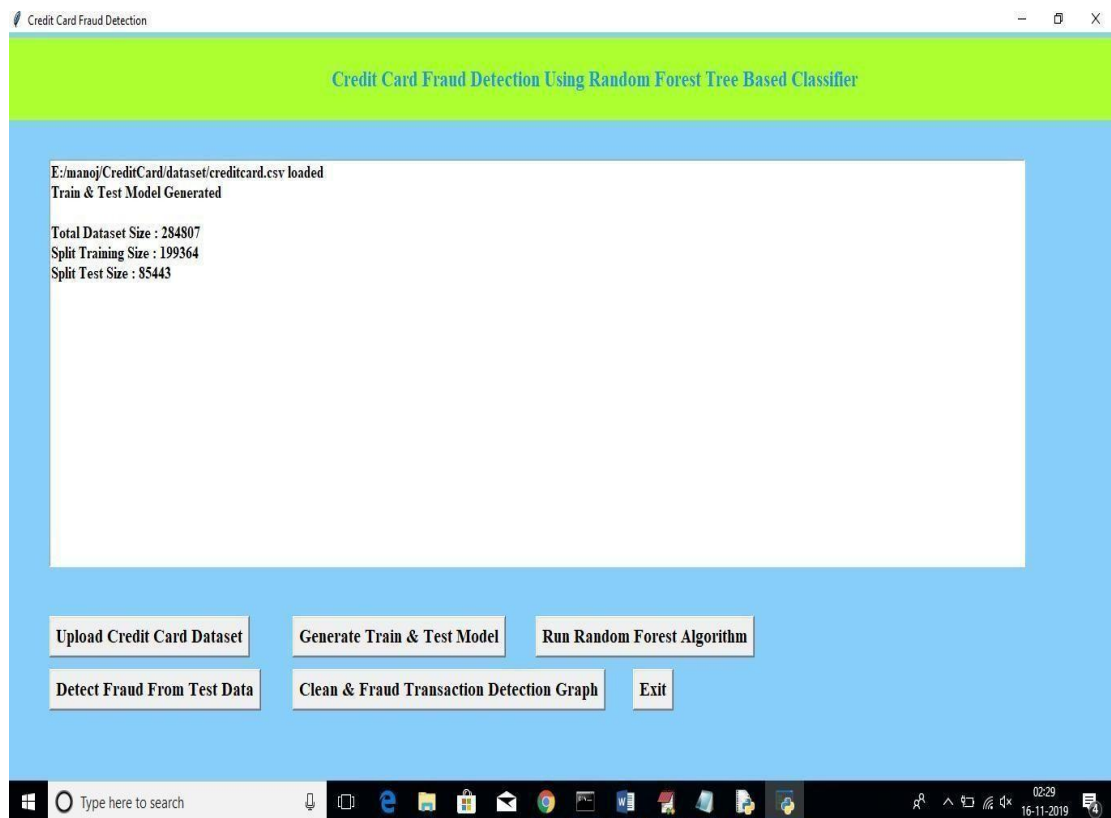 Credit Card Fraud Detection
Credit Card Fraud Detection Using Random Forest Tree Based Classifier
E:/manoj/CreditCard/dataset/creditcard.csv loaded
Train & Test Model Generated
Total Dataset Size : 284807
Split Training Size : 199364
Split Test Size : 85443
Upload Credit Card Dataset
Generate Train & Test Model
Run Random Forest Algorithm
Detect Fraud From Test Data
Clean & Fraud Transaction Detection Graph
Exit
Type here to search
02:29
16-11-2019
4